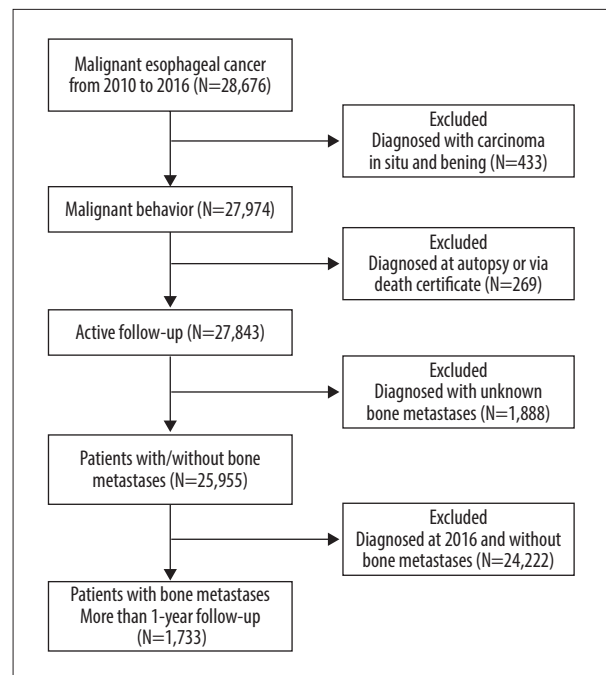 Malignant esophageal cancer
from 2010 to 2016 (N=28,676)
Excluded
Diagnosed with carcinoma
in situ and bening (N=433)
Malignant behavior (N=27,974)
Excluded
Diagnosed at autopsy or via
death certificate (N=269)
Active follow-up (N=27,843)
Excluded
Diagnosed with unknown
bone metastases (N=1,888)
Patients with/without bone
metastases (N=25,955)
Excluded
Diagnosed at 2016 and without
bone metastases (N=24,222)
Patients with bone metastases
More than 1-year follow-up
(N=1,733)